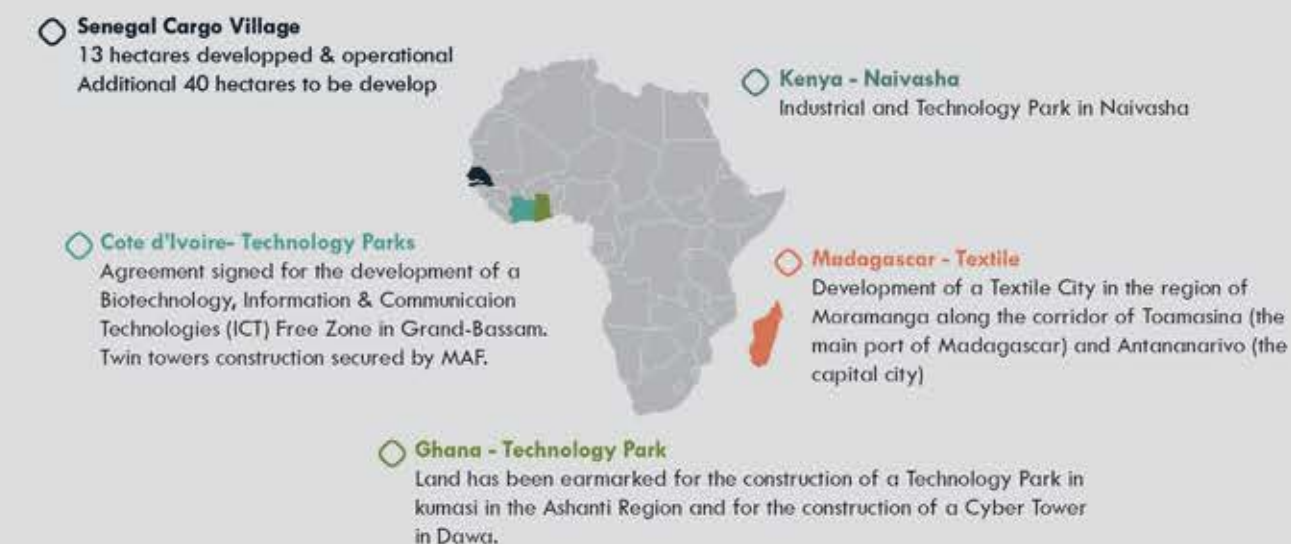 Senegal Cargo Village
13 hectares developped & operational
Additional 40 hectares to be develop
Kenya - Naivasha
Industrial and Technology Park in Naivasha
Cote d'Ivoire- Technology Parks
Agreement signed for the development of a
Biotechnology, Information & Communicaion
Technologies (ICT) Free Zone in Grand-Bassam.
Twin towers construction secured by MAF.
Madagascar - Textile
Development of a Textile City in the region of
Moramanga along the corridor of Toamasina (the
main port of Madagascar) and Antananarivo (the
capital city)
Ghana - Technology Park
Land has been earmarked for the construction of a Technology Park in
kumasi in the Ashanti Region and for the construction of a Cyber Tower
in Dawa.